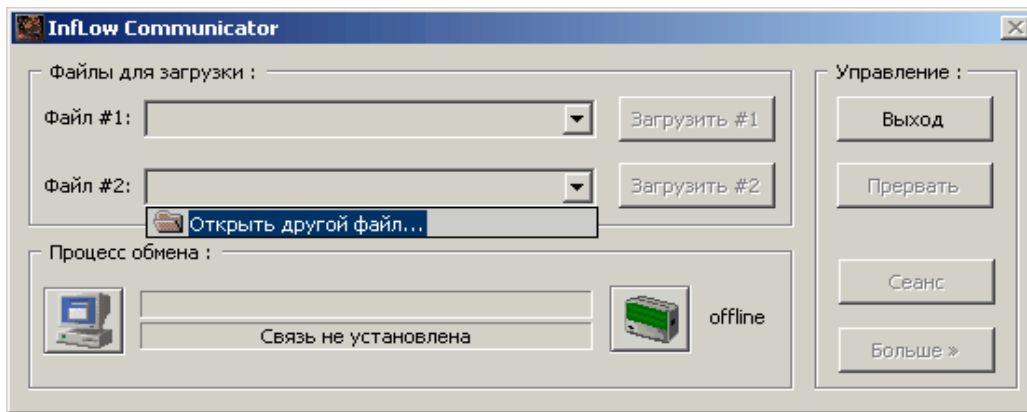 InfLow Communicator
Файлы для загрузки :
Файл #1:
Загрузить #1
Файл #2:
Загрузить #2
Открыть другой файл...
Процесс обмена :
Связь не установлена
offline
Управление :
Выход
Прервать
Сеанс
Больше »